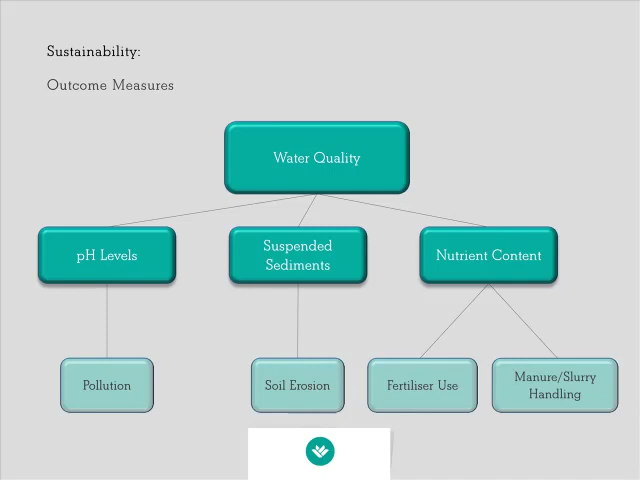 Sustainability:
Outcome Measures
Water Quality
pH Levels
Suspended
Sediments
Nutrient Content
Pollution
Soil Erosion
Fertiliser Use
Manure/Slurry
Handling